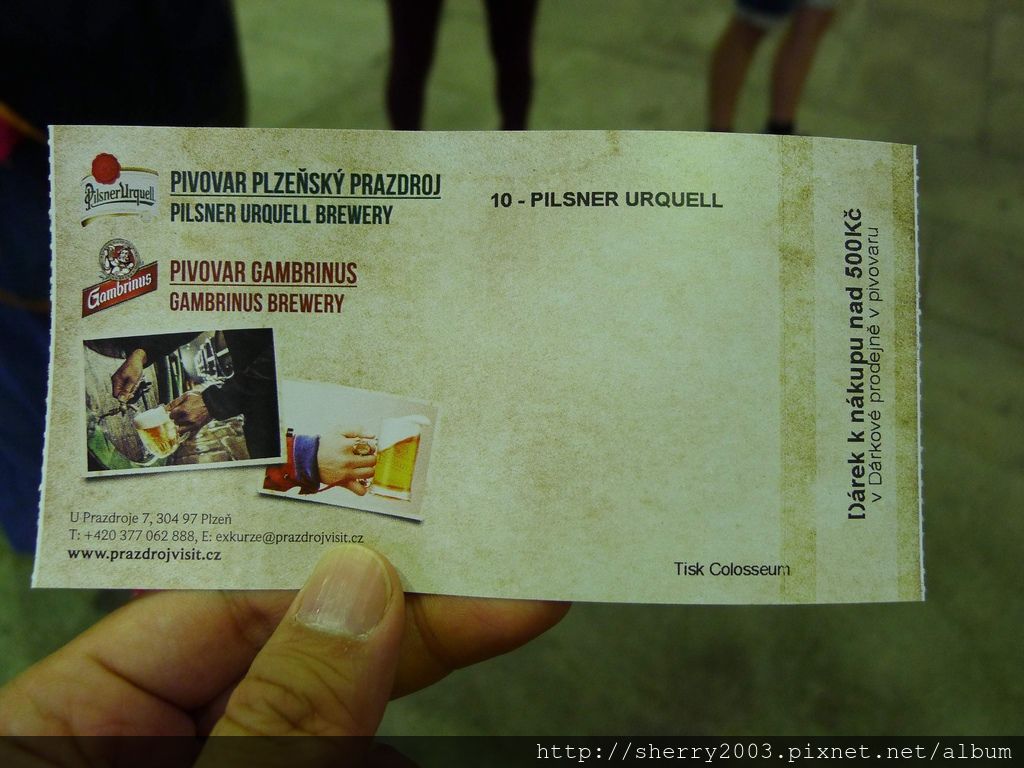 Pilsner Urquell
PIVOVAR PLZEŇSKÝ PRAZDROJ
PILSNER URQUELL BREWERY
Gambrinus
PIVOVAR GAMBRINUS
GAMBRINUS BREWERY
10 - PILSNER URQUELL
U Prazdroje 7, 304 97 Plzeň
T: +420 377 062 888, E: exkurze@prazdrojvisit.cz
www.prazdrojvisit.cz
Tisk Colosseum
Dárek k nákupu nad 500Kč
v Dárkové prodejně v pivovaru
http://sherry2003.pixnet.net/album